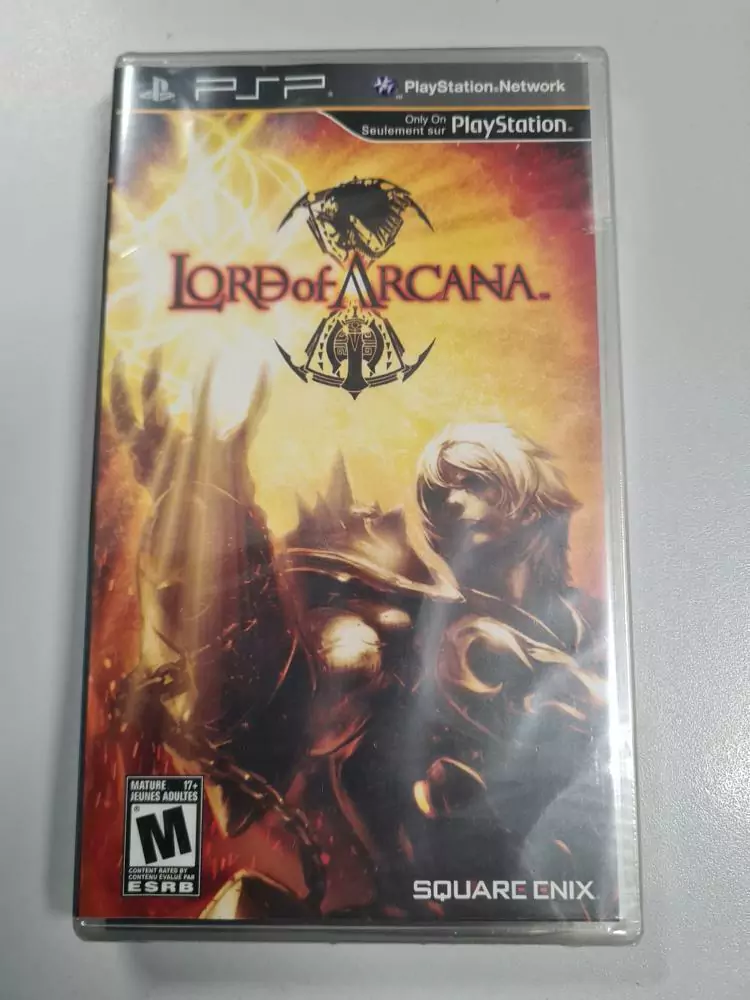 PSP
PlayStation®Network
Only On
Seulement sur PlayStation®
LORD of ARCANA™
MATURE 17+
JEUNES ADULTES
M
CONTENT RATED BY
CONTENU ÉVALUÉ PAR
ESRB
SQUARE ENIX